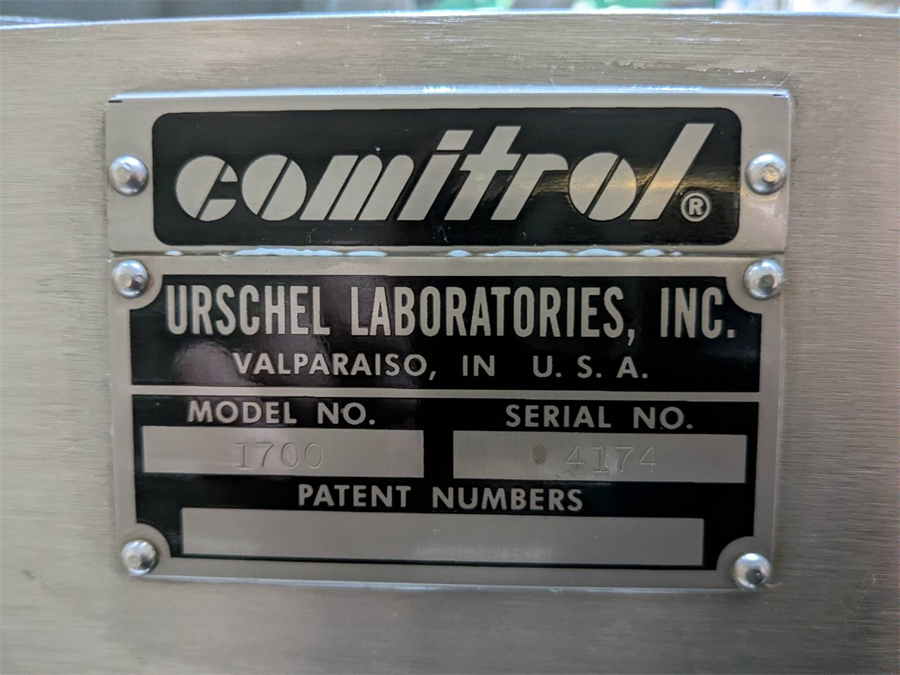 comitrol®
URSCHEL LABORATORIES, INC.
VALPARAISO, IN U. S. A.
MODEL NO. SERIAL NO.
1700 4174
PATENT NUMBERS